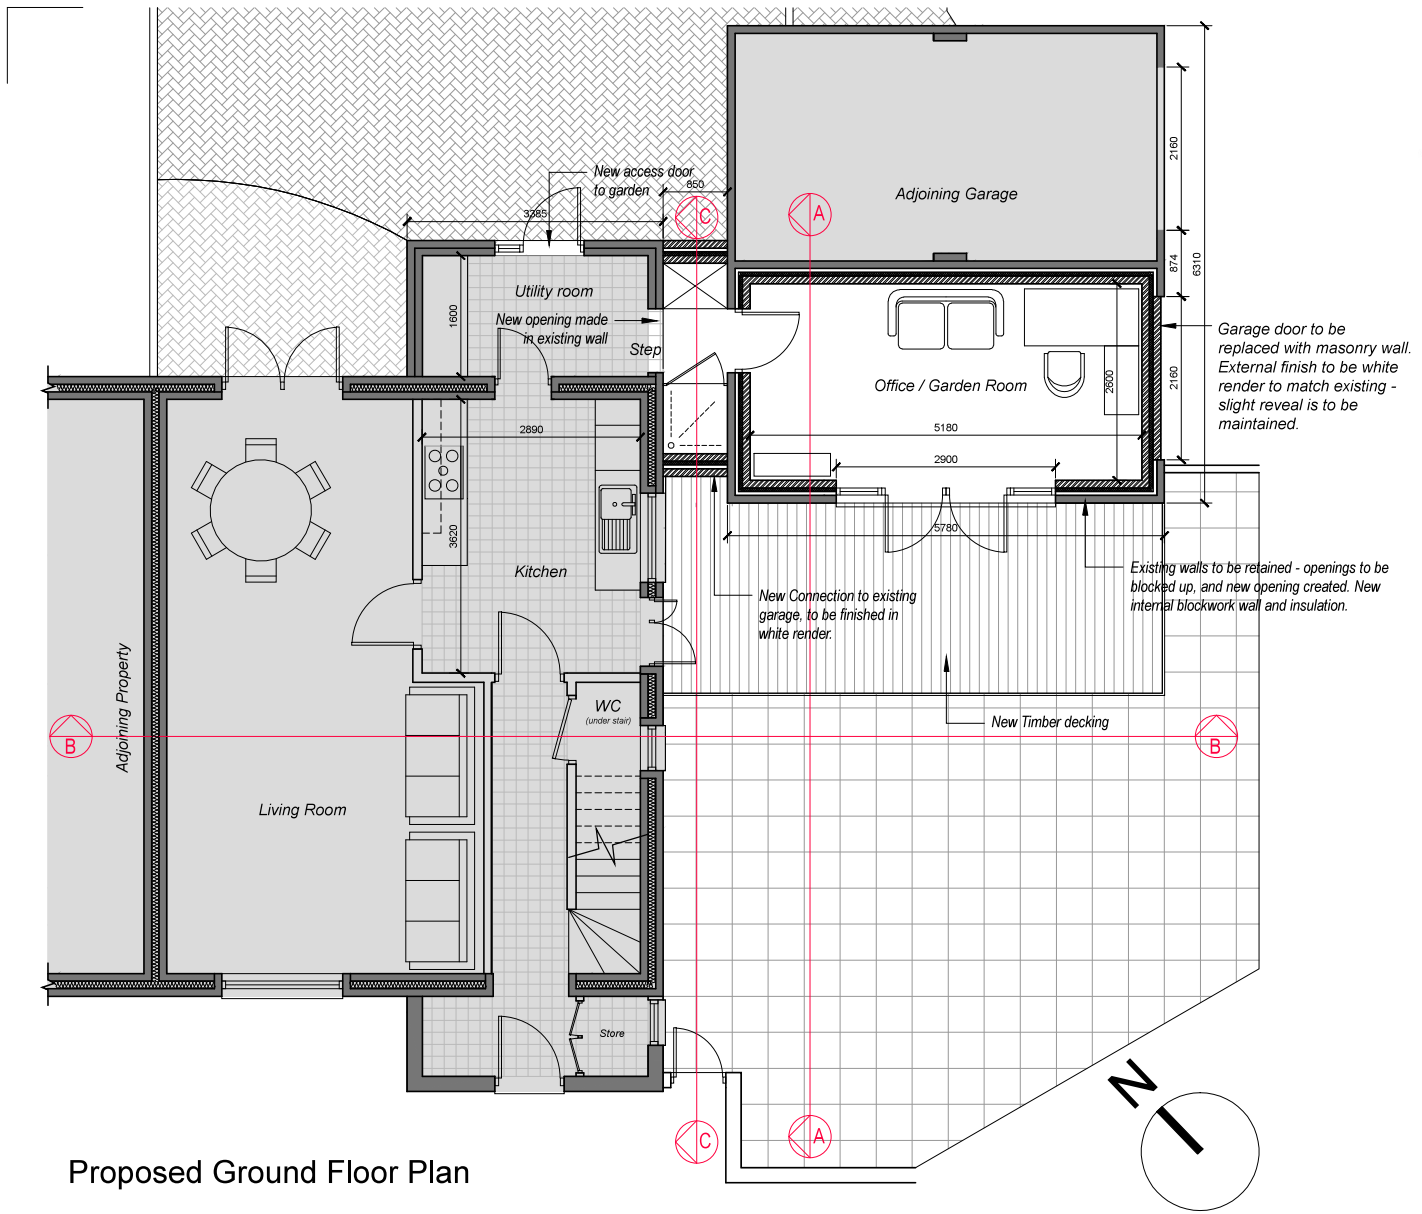 New access door
to garden
850
3385
C
A
Adjoining Garage
2160
874
6310
Utility room
1600
New opening made
in existing wall
Step
Office / Garden Room
2600
2160
Garage door to be
replaced with masonry wall.
External finish to be white
render to match existing -
slight reveal is to be
maintained.
2890
5180
2900
3620
5780
Kitchen
Existing walls to be retained - openings to be
blocked up, and new opening created. New
internal blockwork wall and insulation.
New Connection to existing
garage, to be finished in
white render.
Adjoining Property
WC
(under stair)
New Timber decking
B
B
Living Room
Store
N
C
A
Proposed Ground Floor Plan